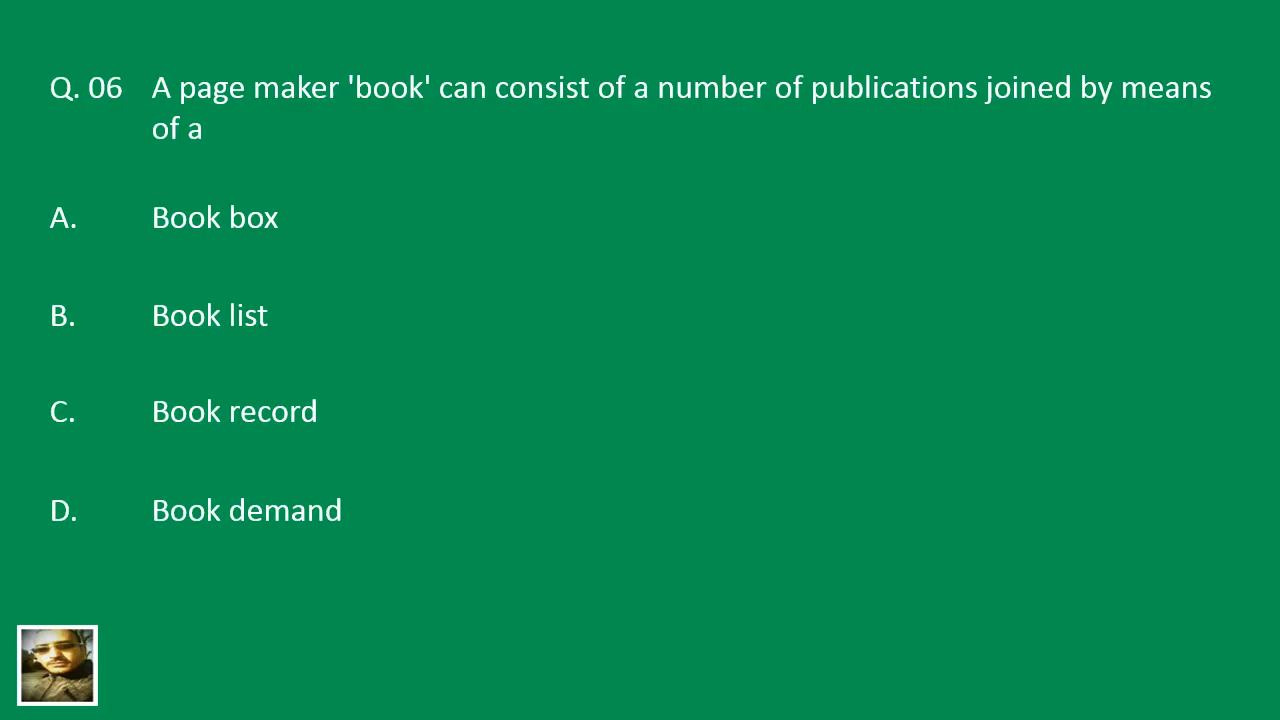 Q. 06 A page maker 'book' can consist of a number of publications joined by means
of a
A. Book box
B. Book list
C. Book record
D. Book demand